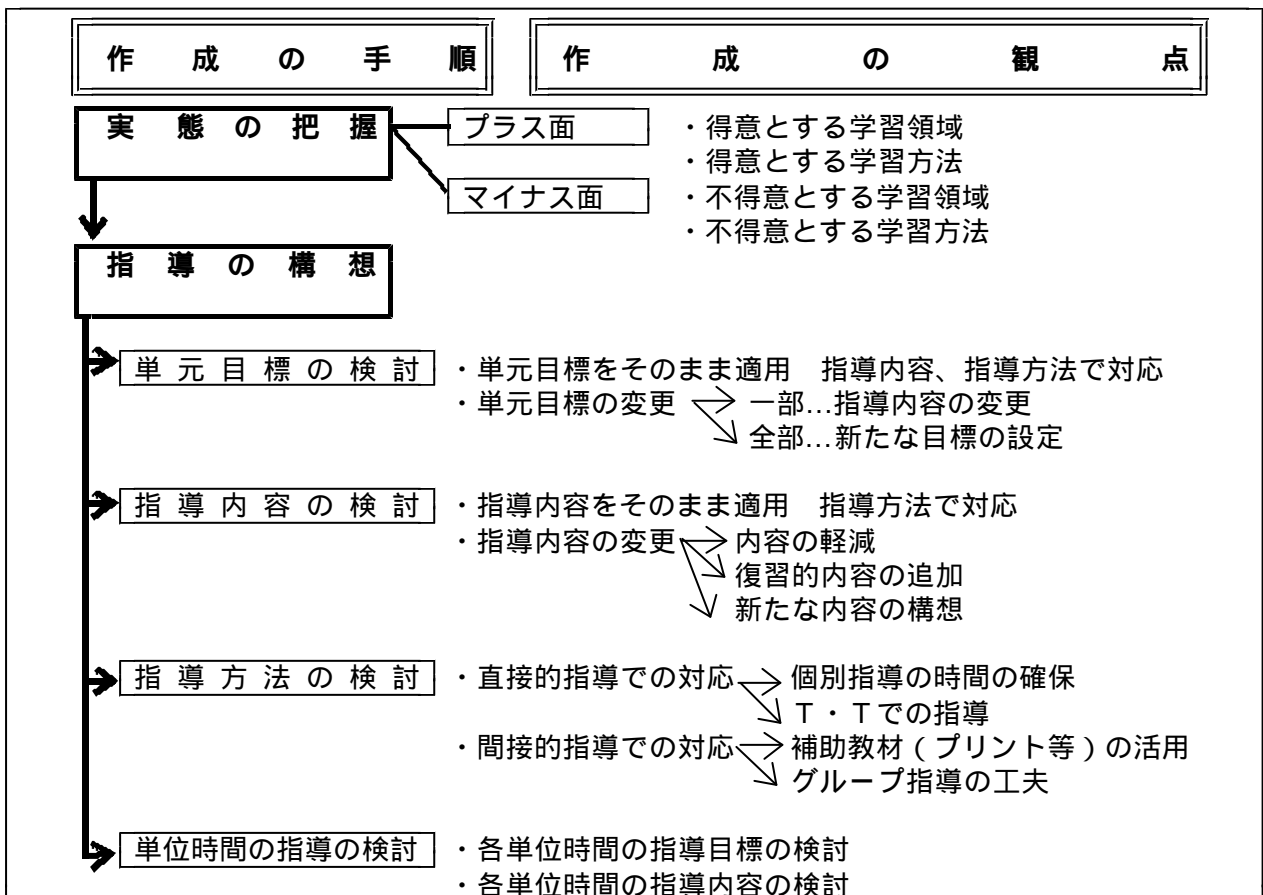 作成の手順 作成の観点
実態の把握 プラス面 ・得意とする学習領域
・得意とする学習方法
マイナス面 ・不得意とする学習領域
・不得意とする学習方法
指導の構想
単元目標の検討 ・単元目標をそのまま適用 指導内容、指導方法で対応
・単元目標の変更 一部…指導内容の変更
全部…新たな目標の設定
指導内容の検討 ・指導内容をそのまま適用 指導方法で対応
・指導内容の変更 内容の軽減
復習的内容の追加
新たな内容の構想
指導方法の検討 ・直接的指導での対応 個別指導の時間の確保
T・Tでの指導
・間接的指導での対応 補助教材(プリント等)の活用
グループ指導の工夫
単位時間の指導の検討 ・各単位時間の指導目標の検討
・各単位時間の指導内容の検討